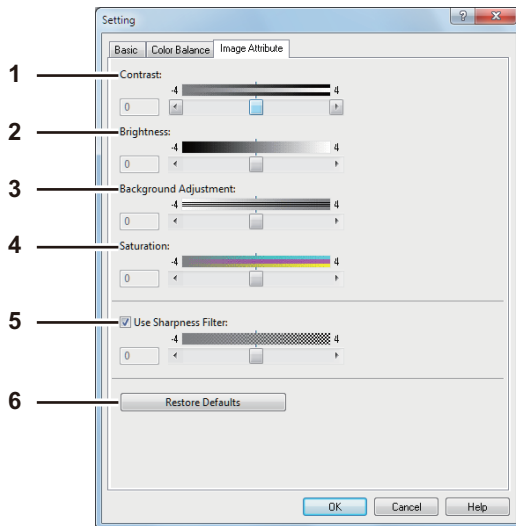 Setting
Basic Color Balance Image Attribute
1 Contrast:
-4 4
0
2 Brightness:
-4 4
0
3 Background Adjustment:
-4 4
0
4 Saturation:
-4 4
0
5 Use Sharpness Filter:
-4 4
0
6 Restore Defaults
OK Cancel Help